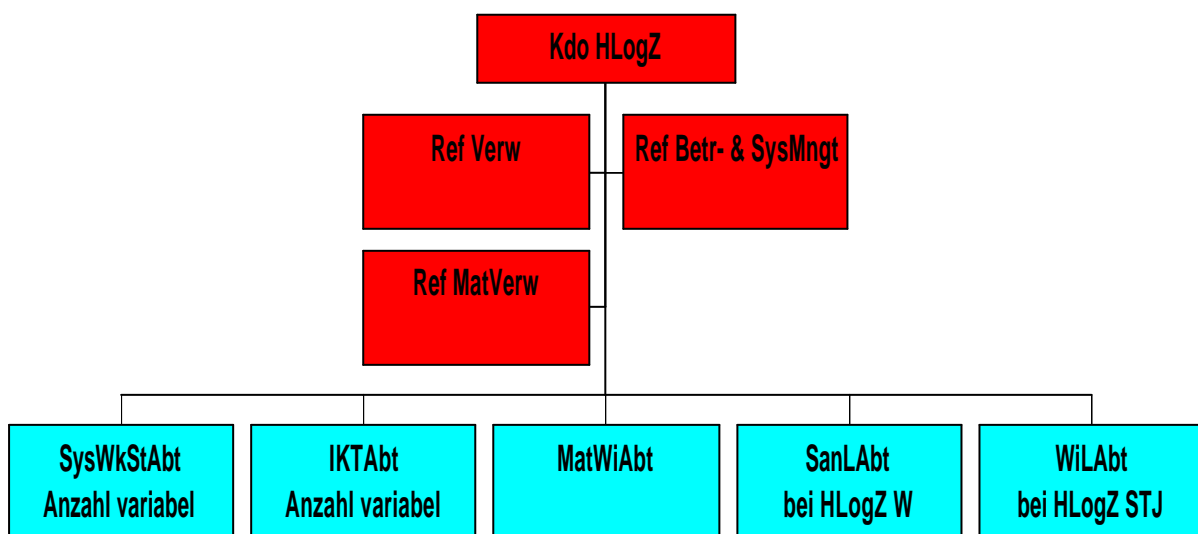 Kdo HLogZ
Ref Verw
Ref Betr- & SysMngt
Ref MatVerw
SysWkStAbt
Anzahl variabel
IKTAbt
Anzahl variabel
MatWiAbt
SanLAbt
bei HLogZ W
WiLAbt
bei HLogZ STJ